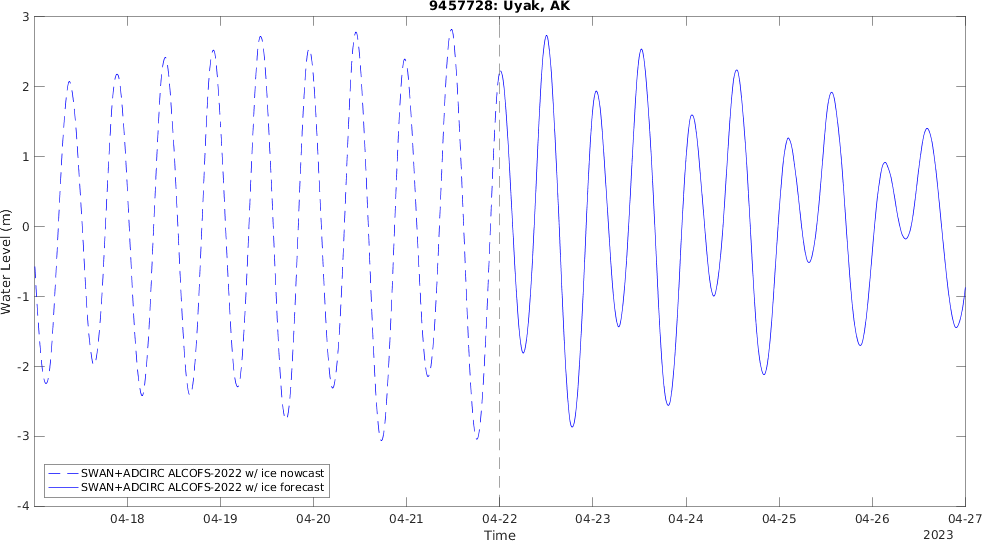 9457728: Uyak, AK
3
2
1
0
-1
-2
-3
-4
Water Level (m)
SWAN+ADCIRC ALCOFS-2022 w/ ice nowcast
SWAN+ADCIRC ALCOFS-2022 w/ ice forecast
04-18 04-19 04-20 04-21 04-22 04-23 04-24 04-25 04-26 04-27
Time
2023